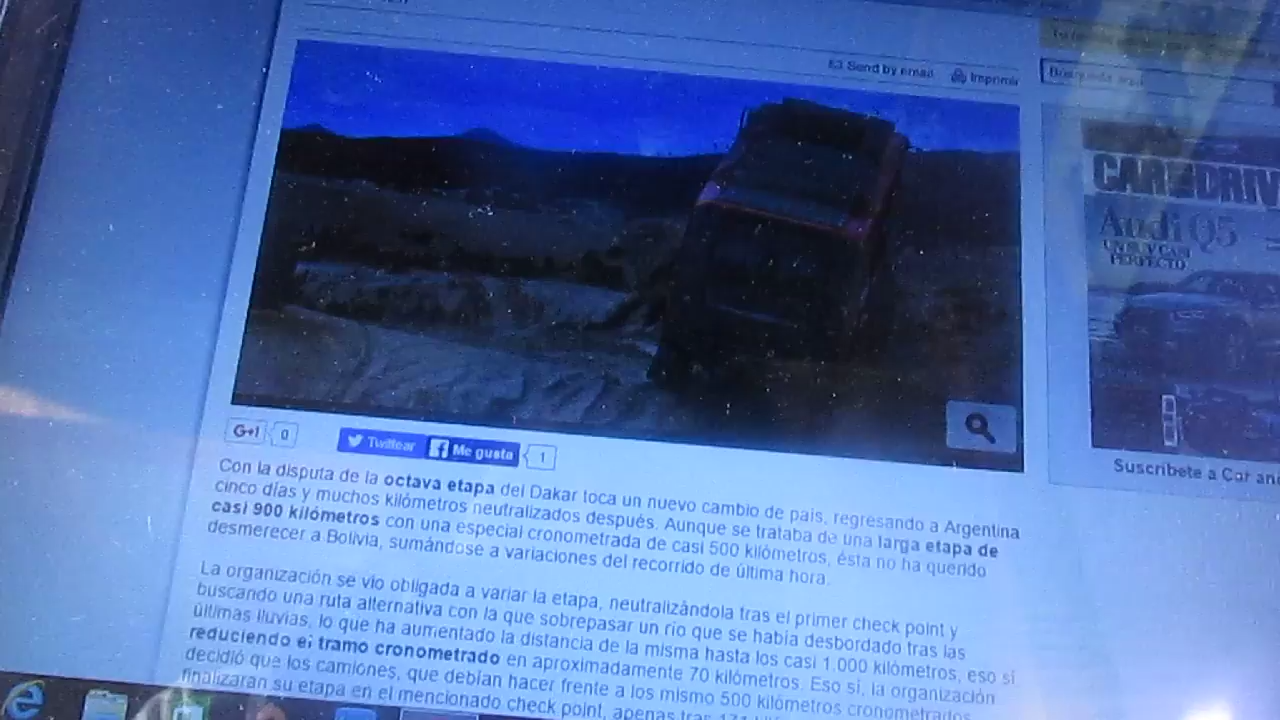 Send by email Imprimir
Búsqueda
CAR DRIV
Audi Q5
UN SUV CASI
PERFECTO
Suscríbete a Car an
G+1 0 Twittear Me gusta 1
Con la disputa de la octava etapa del Dakar toca un nuevo cambio de país, regresando a Argentina
cinco días y muchos kilómetros neutralizados después. Aunque se trataba de una larga etapa de
casi 900 kilómetros con una especial cronometrada de casi 500 kilómetros, ésta no ha querido
desmerecer a Bolivia, sumándose a variaciones del recorrido de última hora.
La organización se vio obligada a variar la etapa, neutralizándola tras el primer check point y
buscando una ruta alternativa con la que sobrepasar un río que se había desbordado tras las
últimas lluvias, lo que ha aumentado la distancia de la misma hasta los casi 1.000 kilómetros, eso sí
reduciendo el tramo cronometrado en aproximadamente 70 kilómetros. Eso sí, la organización
decidió que los camiones, que debían hacer frente a los mismo 500 kilómetros cronometrados
finalizaran su etapa en el mencionado check point, apenas tras